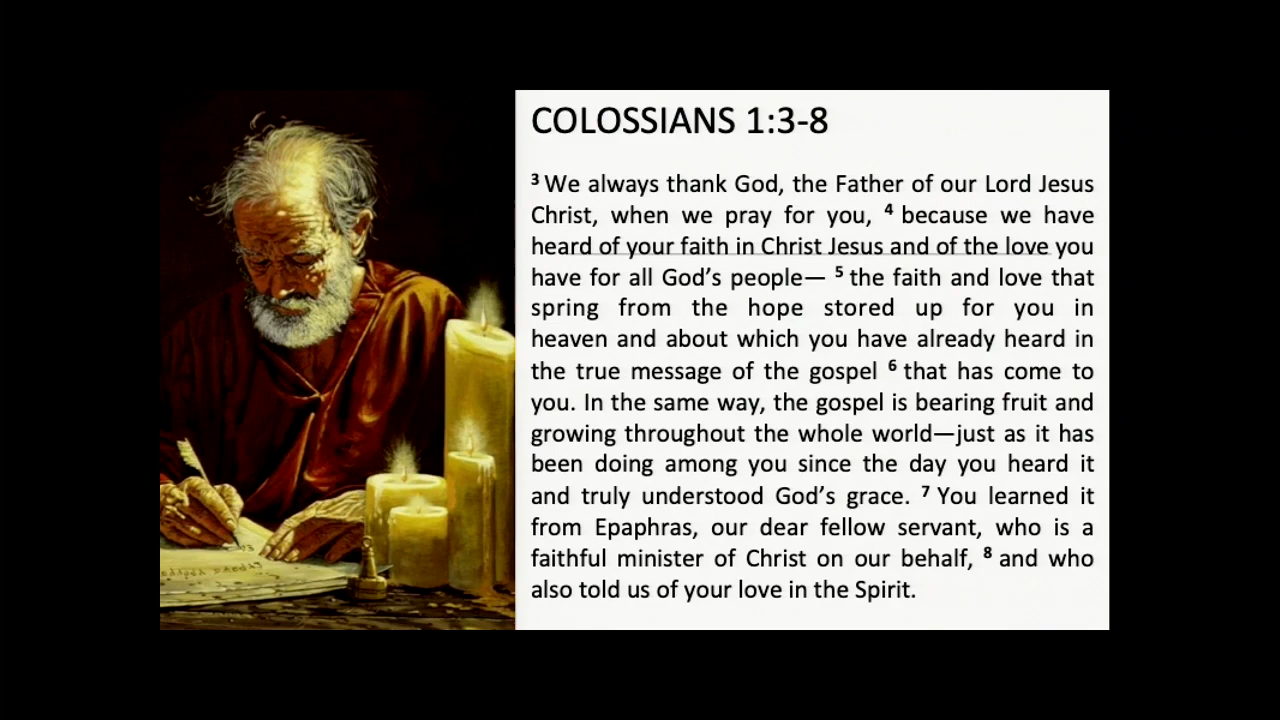 COLOSSIANS 1:3-8
³ We always thank God, the Father of our Lord Jesus
Christ, when we pray for you, ⁴ because we have
heard of your faith in Christ Jesus and of the love you
have for all God’s people— ⁵ the faith and love that
spring from the hope stored up for you in
heaven and about which you have already heard in
the true message of the gospel ⁶ that has come to
you. In the same way, the gospel is bearing fruit and
growing throughout the whole world—just as it has
been doing among you since the day you heard it
and truly understood God’s grace. ⁷ You learned it
from Epaphras, our dear fellow servant, who is a
faithful minister of Christ on our behalf, ⁸ and who
also told us of your love in the Spirit.